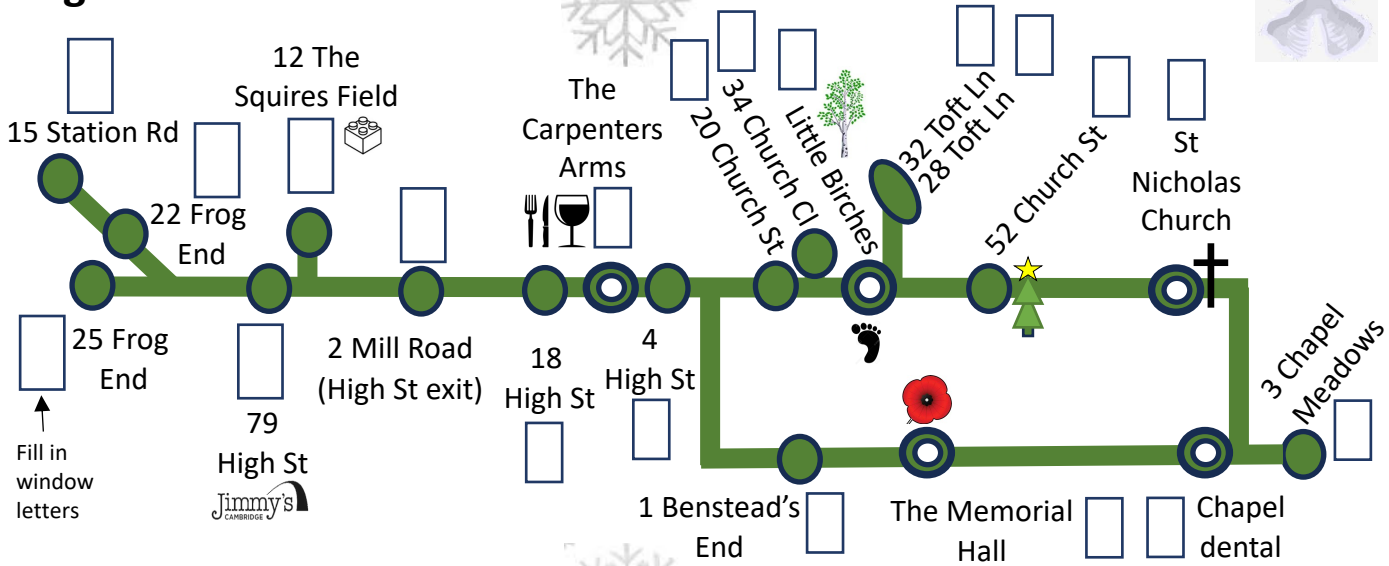 g
15 Station Rd
22 Frog
End
12 The
Squires Field
25 Frog
End
Fill in
window
letters
79
High St
Jimmy's
CAMBRIDGE
2 Mill Road
(High St exit)
The
Carpenters
Arms
18
High St
4
High St
20 Church St
34 Church Cl
Little Birches
32 Toft Ln
28 Toft Ln
52 Church St
St
Nicholas
Church
3 Chapel
Meadows
1 Benstead's
End
The Memorial
Hall
Chapel
dental